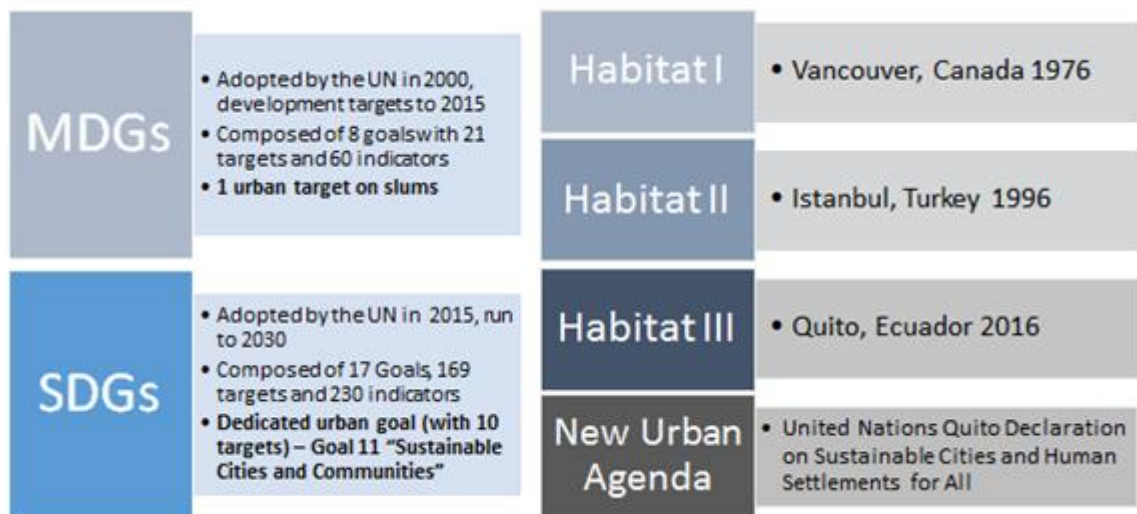 MDGs
• Adopted by the UN in 2000,
development targets to 2015
• Composed of 8 goals with 21
targets and 60 indicators
• 1 urban target on slums
SDGs
• Adopted by the UN in 2015, run
to 2030
• Composed of 17 Goals, 169
targets and 230 indicators
• Dedicated urban goal (with 10
targets) – Goal 11 “Sustainable
Cities and Communities”
Habitat I
• Vancouver, Canada 1976
Habitat II
• Istanbul, Turkey 1996
Habitat III
• Quito, Ecuador 2016
New Urban
Agenda
• United Nations Quito Declaration
on Sustainable Cities and Human
Settlements for All